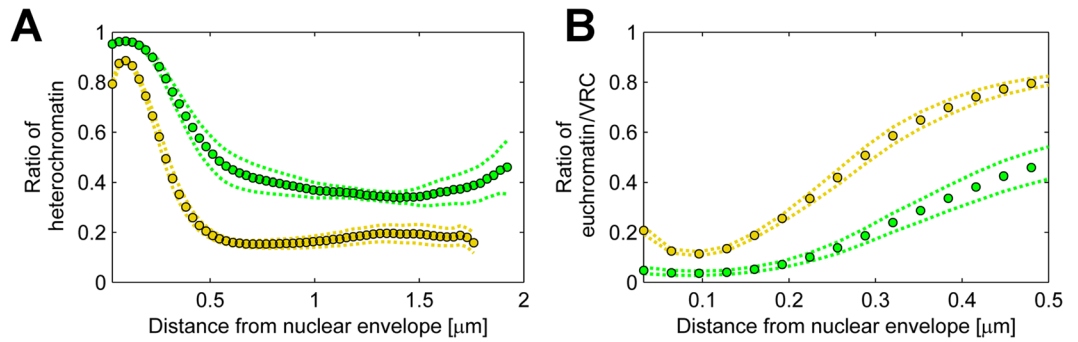 A
Ratio of
heterochromatin
1
0.8
0.6
0.4
0.2
0
0.5
1
1.5
2
Distance from nuclear envelope [μm]
B
Ratio of
euchromatin/VRC
1
0.8
0.6
0.4
0.2
0
0.1
0.2
0.3
0.4
0.5
Distance from nuclear envelope [μm]